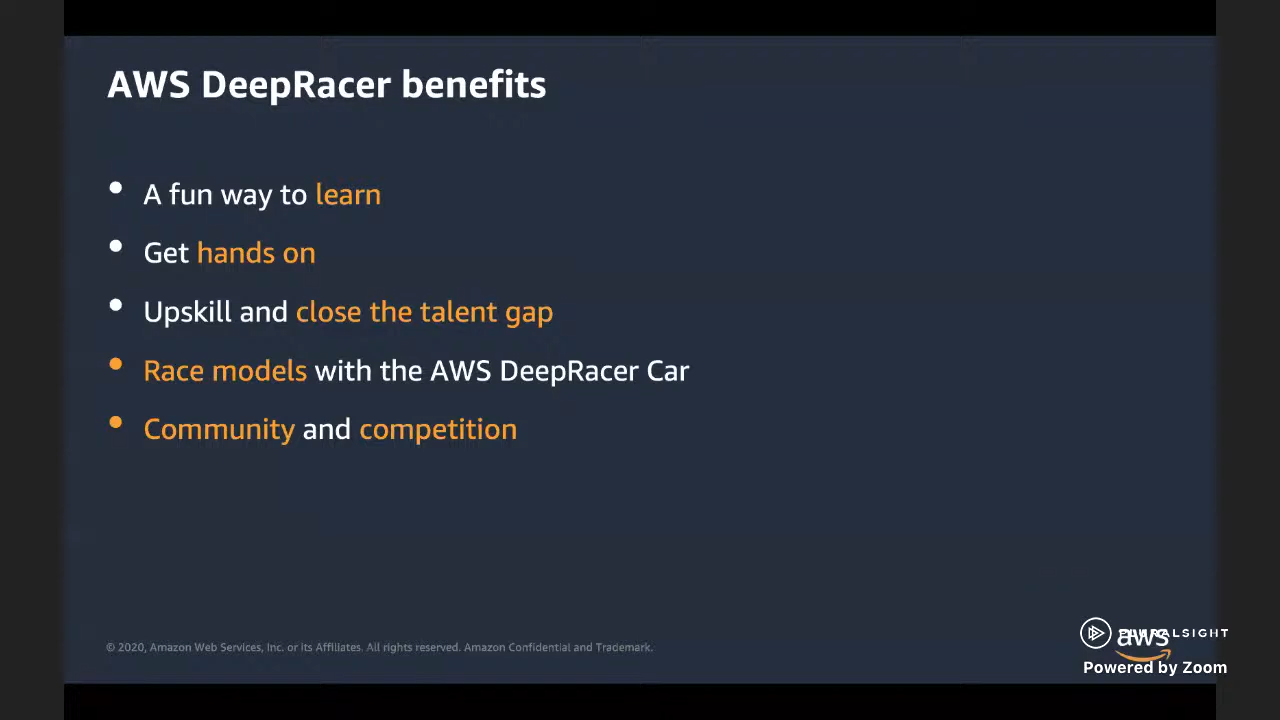 AWS DeepRacer benefits
• A fun way to learn
• Get hands on
• Upskill and close the talent gap
• Race models with the AWS DeepRacer Car
• Community and competition
© 2020, Amazon Web Services, Inc. or its Affiliates. All rights reserved. Amazon Confidential and Trademark.
PLURALSIGHT
aws
Powered by Zoom